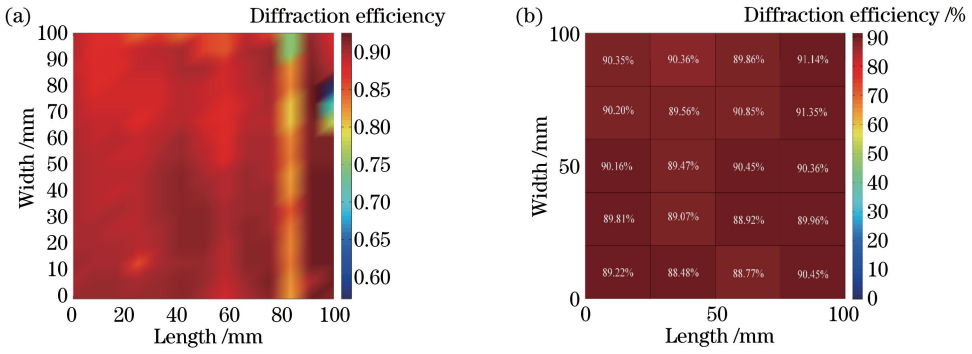 (a)
Diffraction efficiency
100
90
80
70
60
50
40
30
20
10
0
Width /mm
0 20 40 60 80 100
Length /mm
0.90
0.85
0.80
0.75
0.70
0.65
0.60
(b)
Diffraction efficiency /%
100
50
0
Width /mm
90.35% 90.36% 89.86% 91.14%
90.20% 89.56% 90.85% 91.35%
90.16% 89.47% 90.45% 90.36%
89.81% 89.07% 88.92% 89.96%
89.22% 88.48% 88.77% 90.45%
0 50 100
Length /mm
90
80
70
60
50
40
30
20
10
0